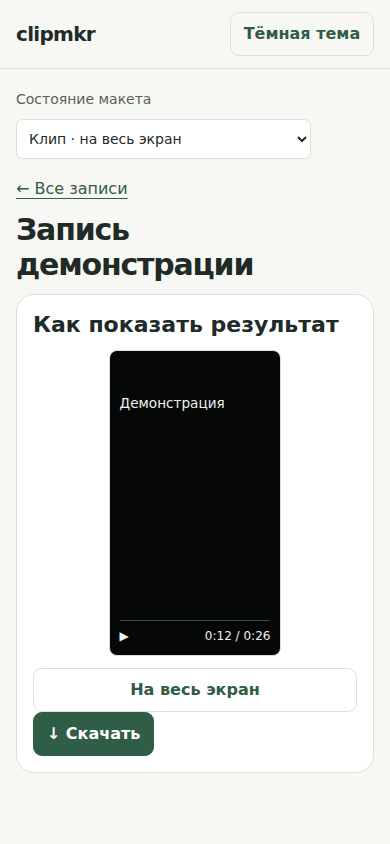 clipmkr
Тёмная тема
Состояние макета
Клип · на весь экран
← Все записи
Запись
демонстрации
Как показать результат
Демонстрация
▶ 0:12 / 0:26
На весь экран
↓ Скачать